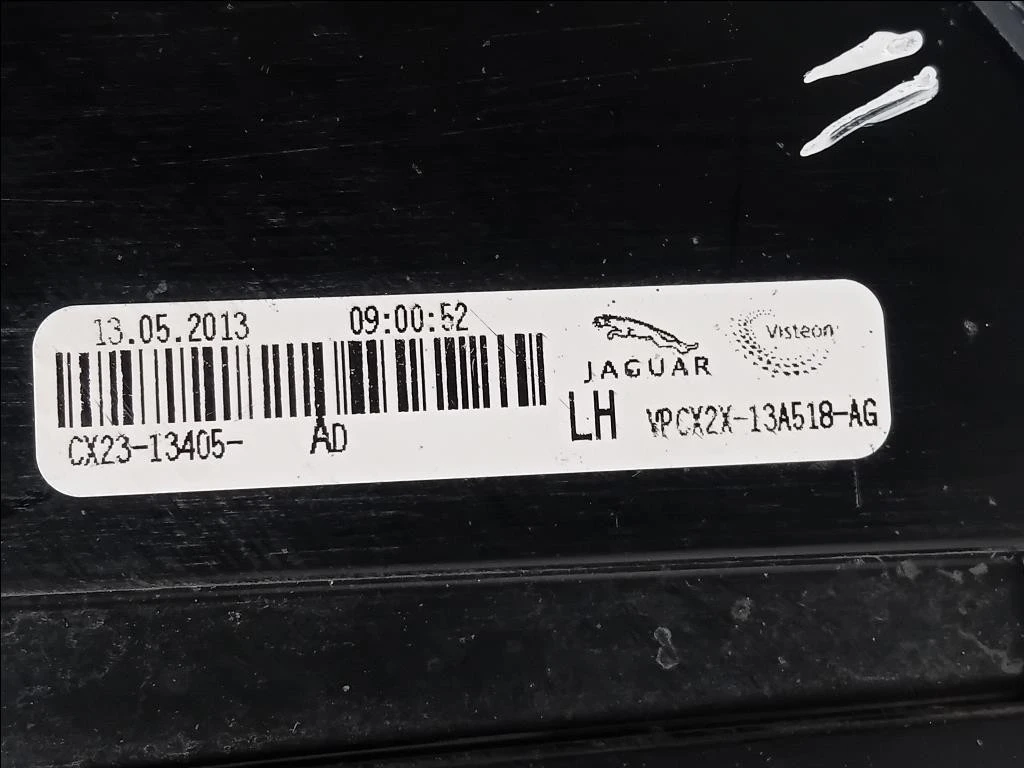 13.05.2013 09:00:52
JAGUAR Visteon
CX23-13405- AD LH VPCX2X-13A518-AG